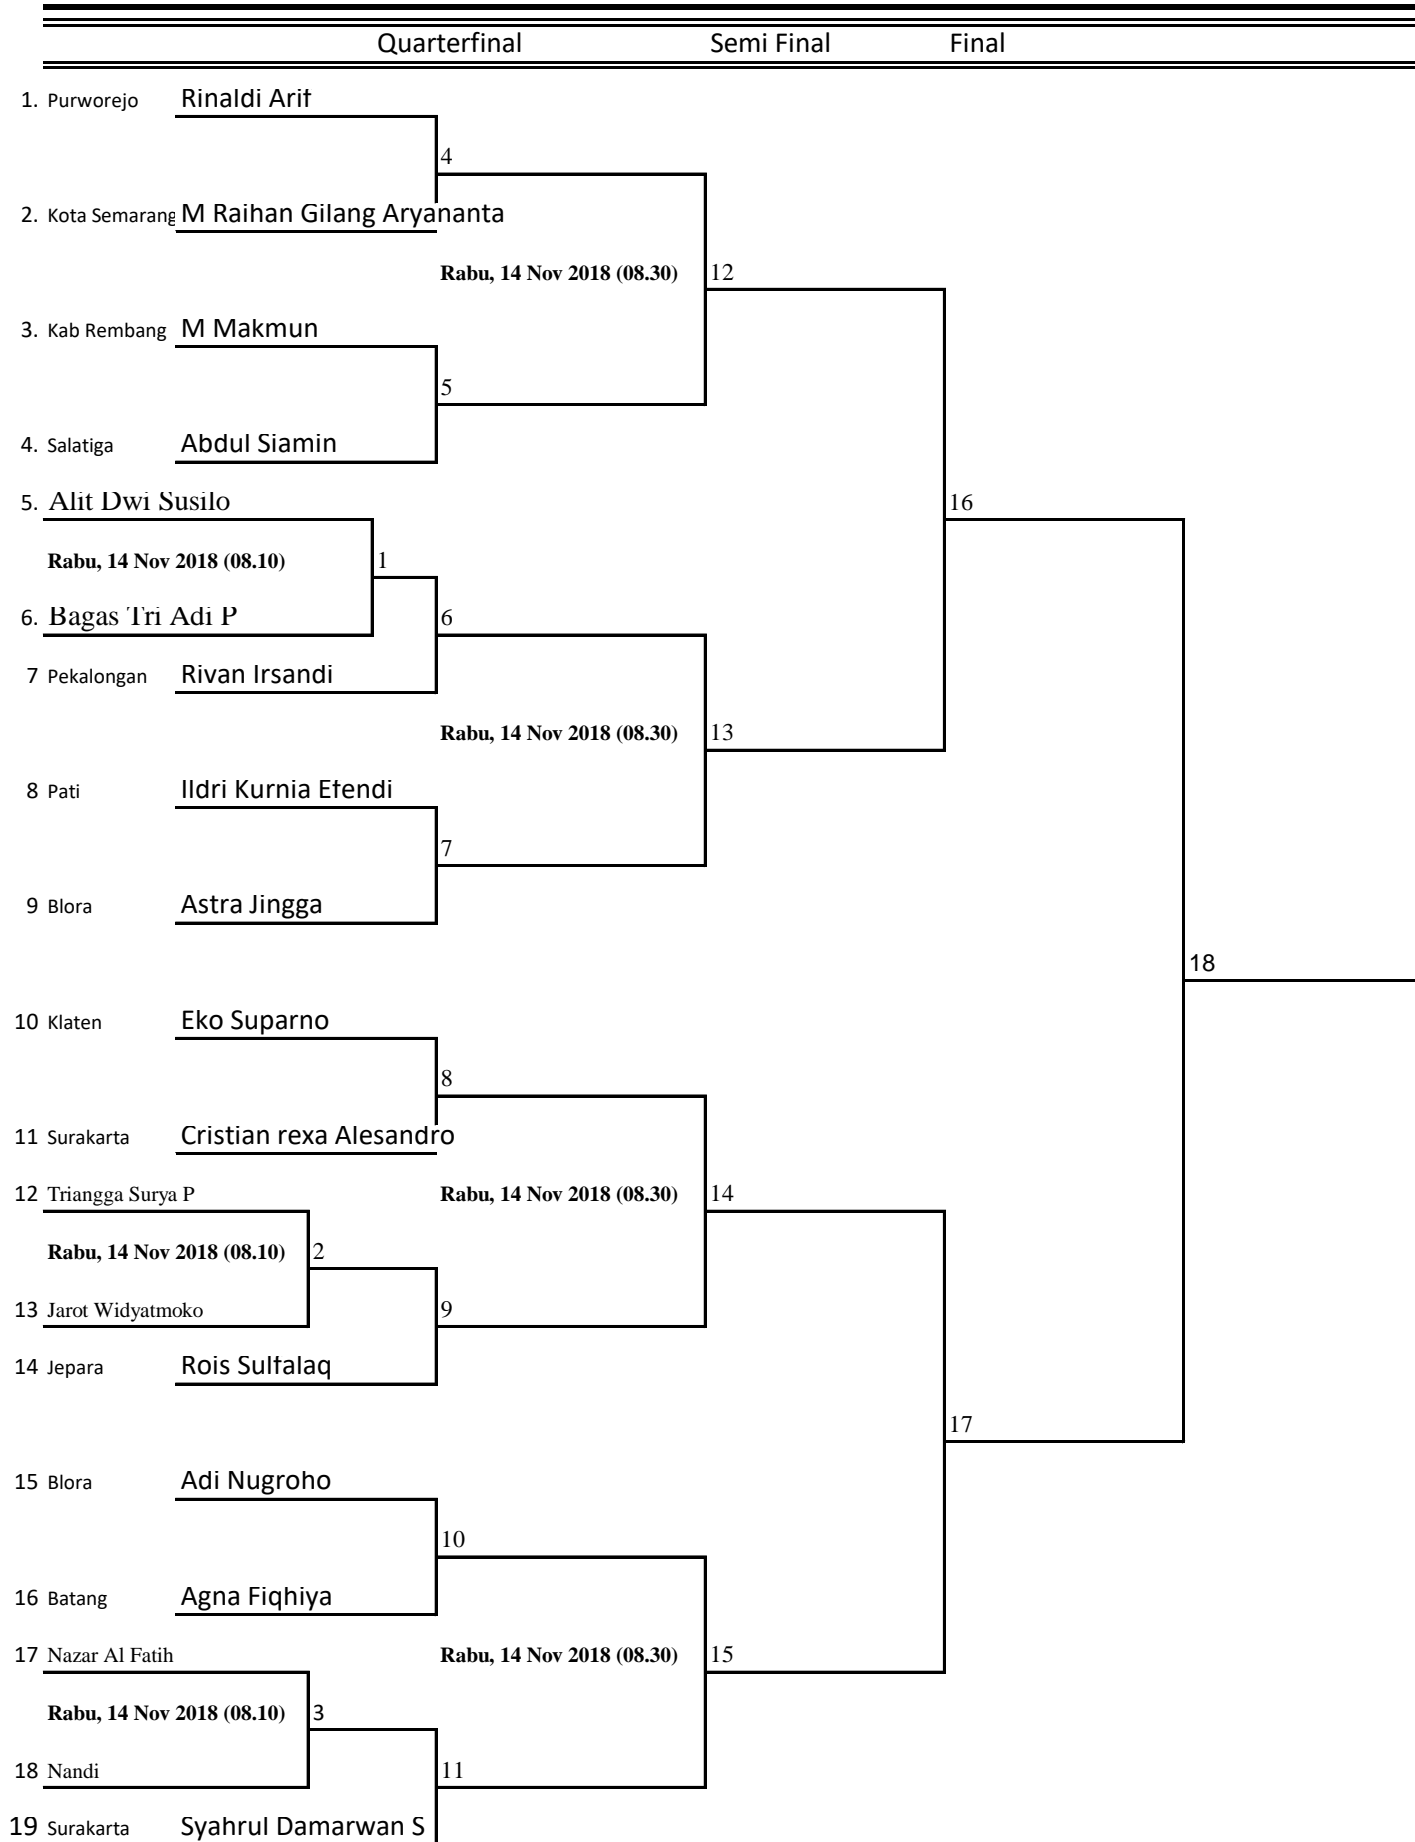 Quarterfinal Semi Final Final
1. Purworejo Rinaldi Arif
4
2. Kota Semarang M Raihan Gilang Aryananta
Rabu, 14 Nov 2018 (08.30) 12
3. Kab Rembang M Makmun
5
4. Salatiga Abdul Siamin
5. Alit Dwi Susilo 16
Rabu, 14 Nov 2018 (08.10) 1
6. Bagas Tri Adi P 6
7 Pekalongan Rivan Irsandi
Rabu, 14 Nov 2018 (08.30) 13
8 Pati Ildri Kurnia Efendi
7
9 Blora Astra Jingga
18
10 Klaten Eko Suparno
8
11 Surakarta Cristian rexa Alesandro
12 Triangga Surya P Rabu, 14 Nov 2018 (08.30) 14
Rabu, 14 Nov 2018 (08.10) 2
13 Jarot Widyatmoko 9
14 Jepara Rois Sulfalaq
17
15 Blora Adi Nugroho
10
16 Batang Agna Fiqhiya
17 Nazar Al Fatih Rabu, 14 Nov 2018 (08.30) 15
Rabu, 14 Nov 2018 (08.10) 3
18 Nandi 11
19 Surakarta Syahrul Damarwan S